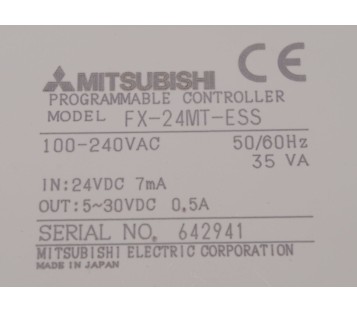 MITSUBISHI CE
PROGRAMMABLE CONTROLLER
MODEL FX-24MT-ESS
100-240VAC 50/60Hz
35 VA
IN:24VDC 7mA
OUT:5~30VDC 0.5A
SERIAL NO. 642941
MITSUBISHI ELECTRIC CORPORATION
MADE IN JAPAN